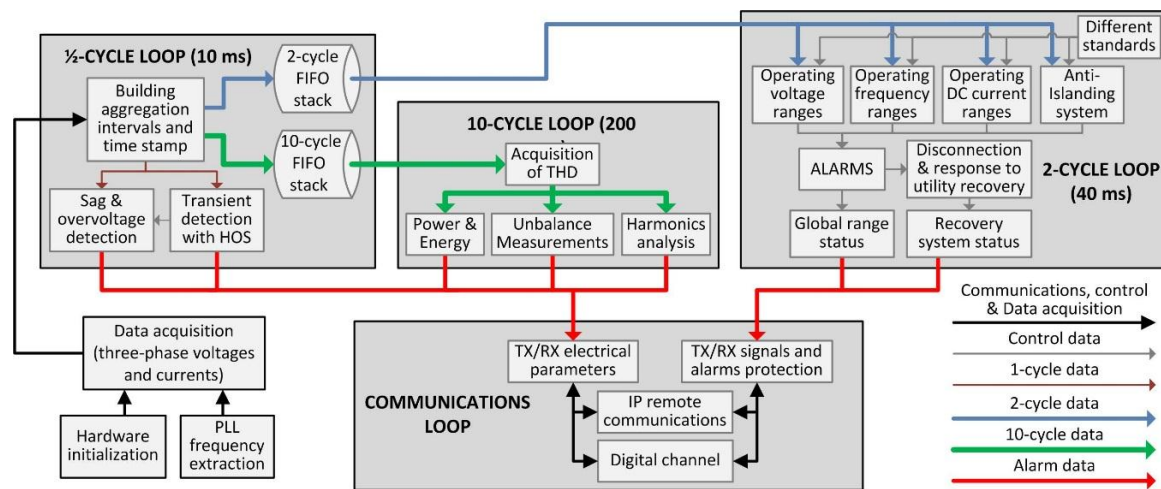 ½-CYCLE LOOP (10 ms)
Building
aggregation
intervals and
time stamp
2-cycle
FIFO
stack
10-cycle
FIFO
stack
Sag &
overvoltage
detection
Transient
detection
with HOS
10-CYCLE LOOP (200
Acquisition
of THD
Power &
Energy
Unbalance
Measurements
Harmonics
analysis
Different
standards
Operating
voltage
ranges
Operating
frequency
ranges
Operating
DC current
ranges
Anti-
Islanding
system
ALARMS
Disconnection
& response to
utility recovery
2-CYCLE LOOP
(40 ms)
Global range
status
Recovery
system status
Data acquisition
(three-phase voltages
and currents)
Hardware
initialization
PLL
frequency
extraction
COMMUNICATIONS
LOOP
TX/RX electrical
parameters
TX/RX signals and
alarms protection
IP remote
communications
Digital channel
Communications, control
& Data acquisition
Control data
1-cycle data
2-cycle data
10-cycle data
Alarm data